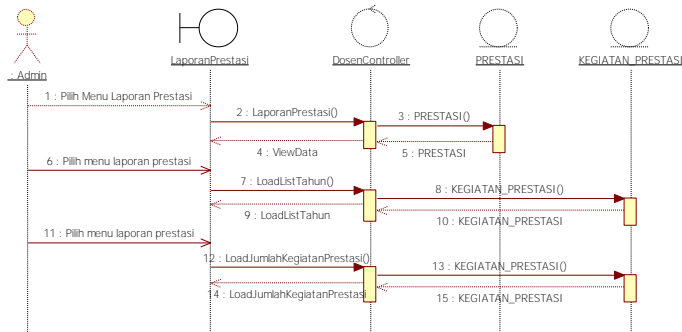 : Admin
LaporanPrestasi
DosenController
PRESTASI
KEGIATAN_PRESTASI
1 : Pilih Menu Laporan Prestasi
2 : LaporanPrestasi()
3 : PRESTASI()
4 : ViewData
5 : PRESTASI
6 : Pilih menu laporan prestasi
7 : LoadListTahun()
8 : KEGIATAN_PRESTASI()
9 : LoadListTahun
10 : KEGIATAN_PRESTASI
11 : Pilih menu laporan prestasi
12 : LoadJumlahKegiatanPrestasi()
13 : KEGIATAN_PRESTASI()
14 : LoadJumlahKegiatanPrestasi
15 : KEGIATAN_PRESTASI